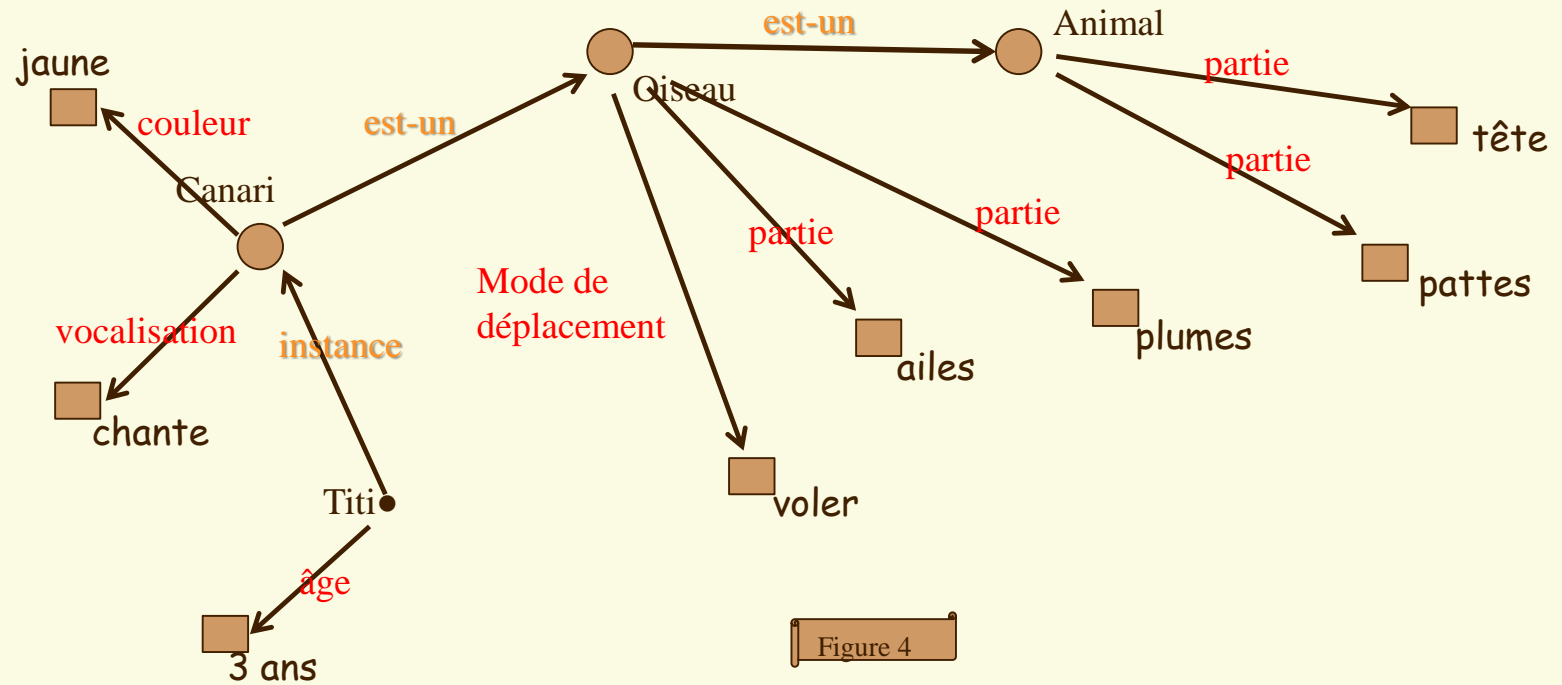 est-un
Animal
jaune
partie
Oiseau
couleur
est-un
tête
partie
Canari
partie
partie
Mode de
déplacement
pattes
vocalisation
instance
plumes
ailes
chante
Titi
voler
âge
Figure 4
3 ans